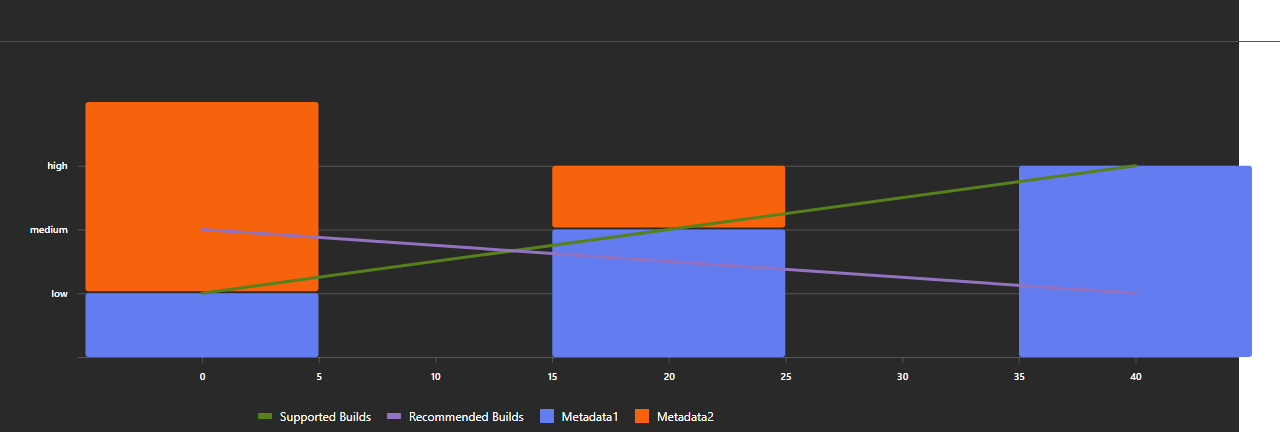 high
medium
low
0 5 10 15 20 25 30 35 40
Supported Builds Recommended Builds Metadata1 Metadata2